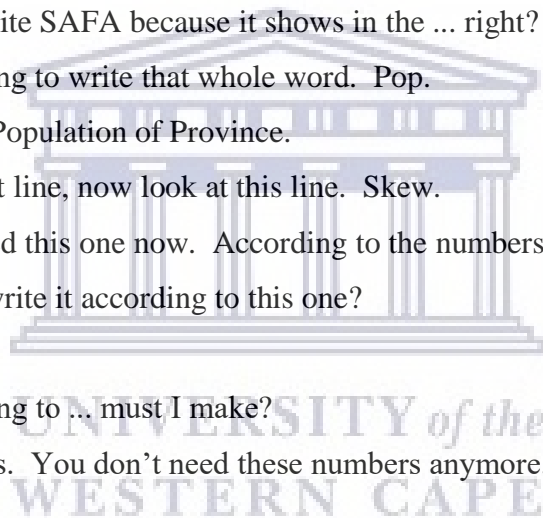 ite SAFA because it shows in the ... right?
ng to write that whole word. Pop.
Population of Province.
t line, now look at this line. Skew.
d this one now. According to the numbers
write it according to this one?
ng to ... must I make?
UNIVERSITY of the
s. You don't need these numbers anymore
WESTERN CAPE